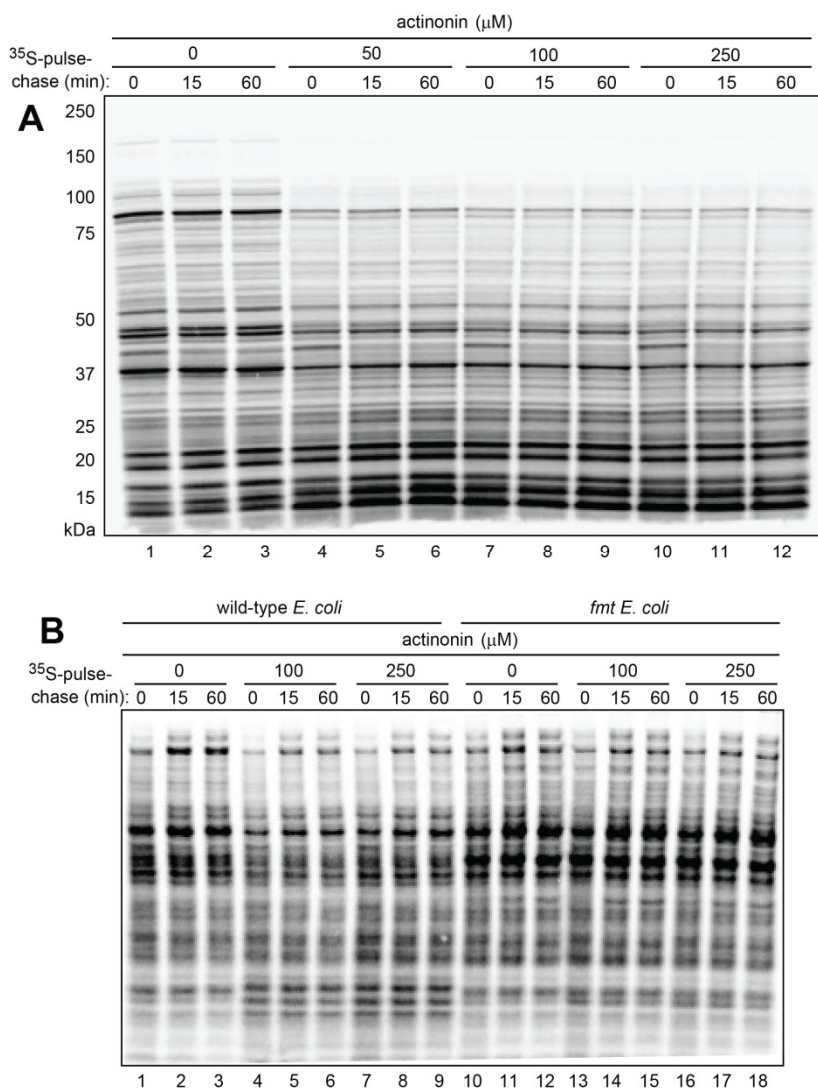 actinonin (μM)
³⁵S-pulse- 0 50 100 250
chase (min): 0 15 60 0 15 60 0 15 60 0 15 60
A
250
150
100
75
50
37
25
20
15
kDa
1 2 3 4 5 6 7 8 9 10 11 12
B
wild-type E. coli fmt E. coli
actinonin (μM)
³⁵S-pulse- 0 100 250 0 100 250
chase (min): 0 15 60 0 15 60 0 15 60 0 15 60 0 15 60 0 15 60
1 2 3 4 5 6 7 8 9 10 11 12 13 14 15 16 17 18